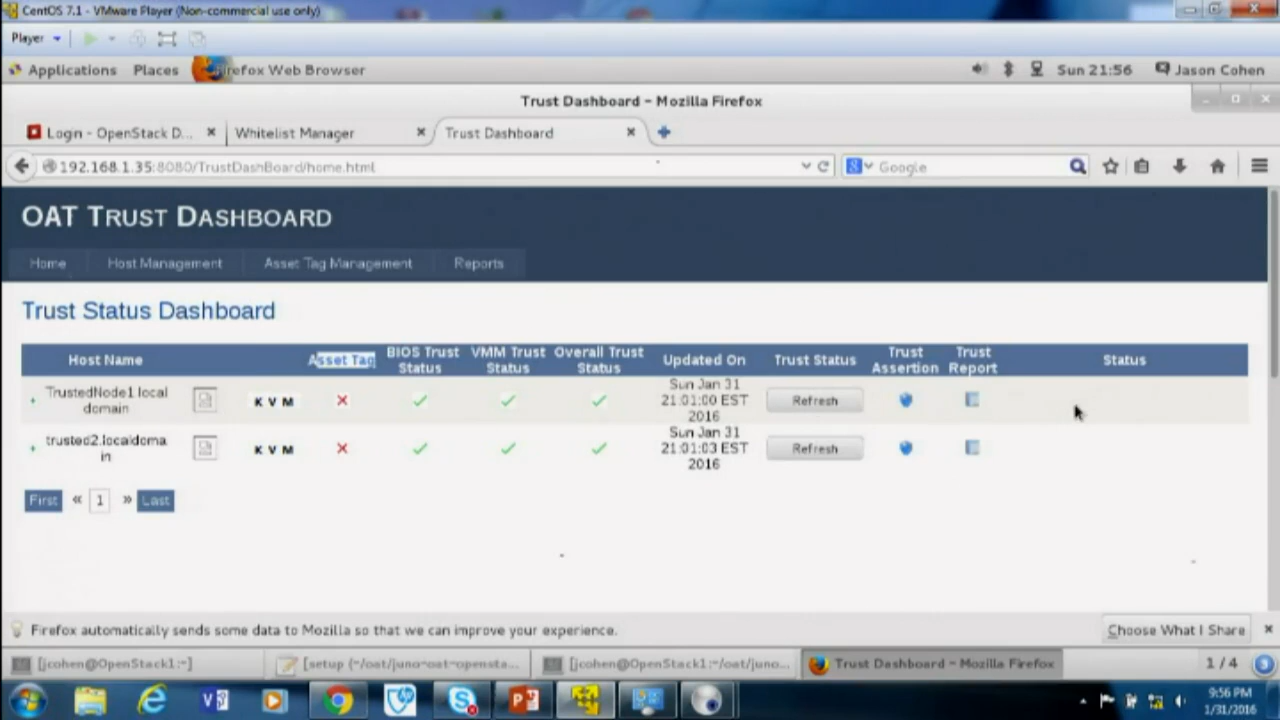 CentOS 7.1 - VMware Player (Non-commercial use only)
Player
Applications Places Firefox Web Browser Sun 21:56 Jason Cohen
Trust Dashboard - Mozilla Firefox
Login - OpenStack D... Whitelist Manager Trust Dashboard
192.168.1.35:8080/TrustDashBoard/home.html Google
OAT TRUST DASHBOARD
Home Host Management Asset Tag Management Reports
Trust Status Dashboard
Host Name Asset Tag BIOS Trust Status VMM Trust Status Overall Trust Status Updated On Trust Status Trust Assertion Trust Report Status
TrustedNode1.local
domain
KVM
Sun Jan 31
21:01:00 EST
2016
Refresh
trusted2.localdoma
in
KVM
Sun Jan 31
21:01:03 EST
2016
Refresh
First « 1 » Last
Firefox automatically sends some data to Mozilla so that we can improve your experience. Choose What I Share
[jcohen@OpenStack1:~] [setup (~/oat/juno-oat-opensta... [jcohen@OpenStack1:~/oat/juno... Trust Dashboard - Mozilla Firefox 1 / 4
9:56 PM
1/31/2016